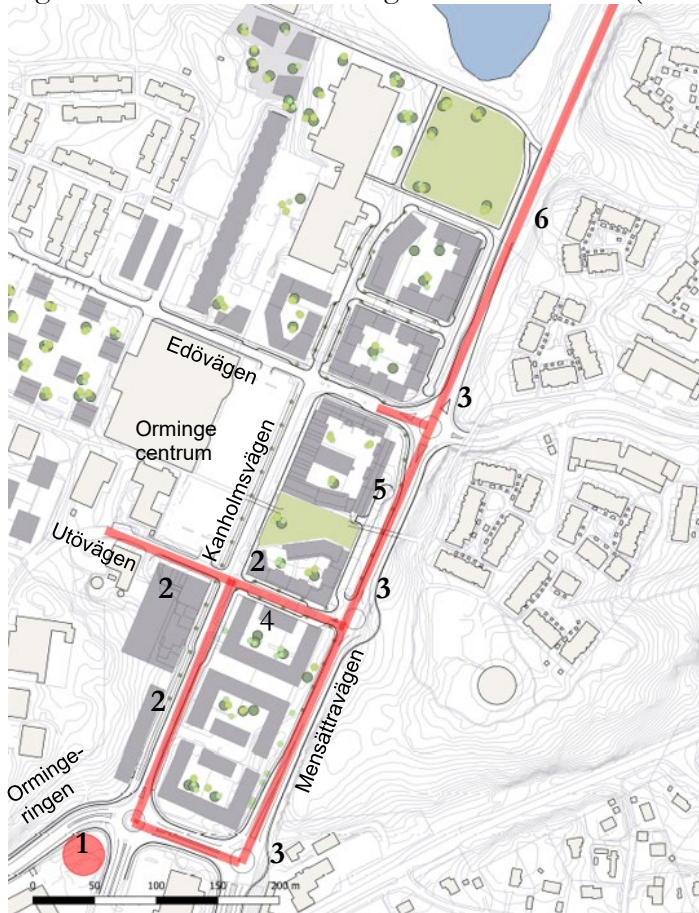 6
Edövägen
3
Orminge
centrum
Kanholmsvägen
5
Utövägen
2
2
3
4
2
Mensättravägen
Orminge-
ringen
1
3
0 50 100 150 200 m